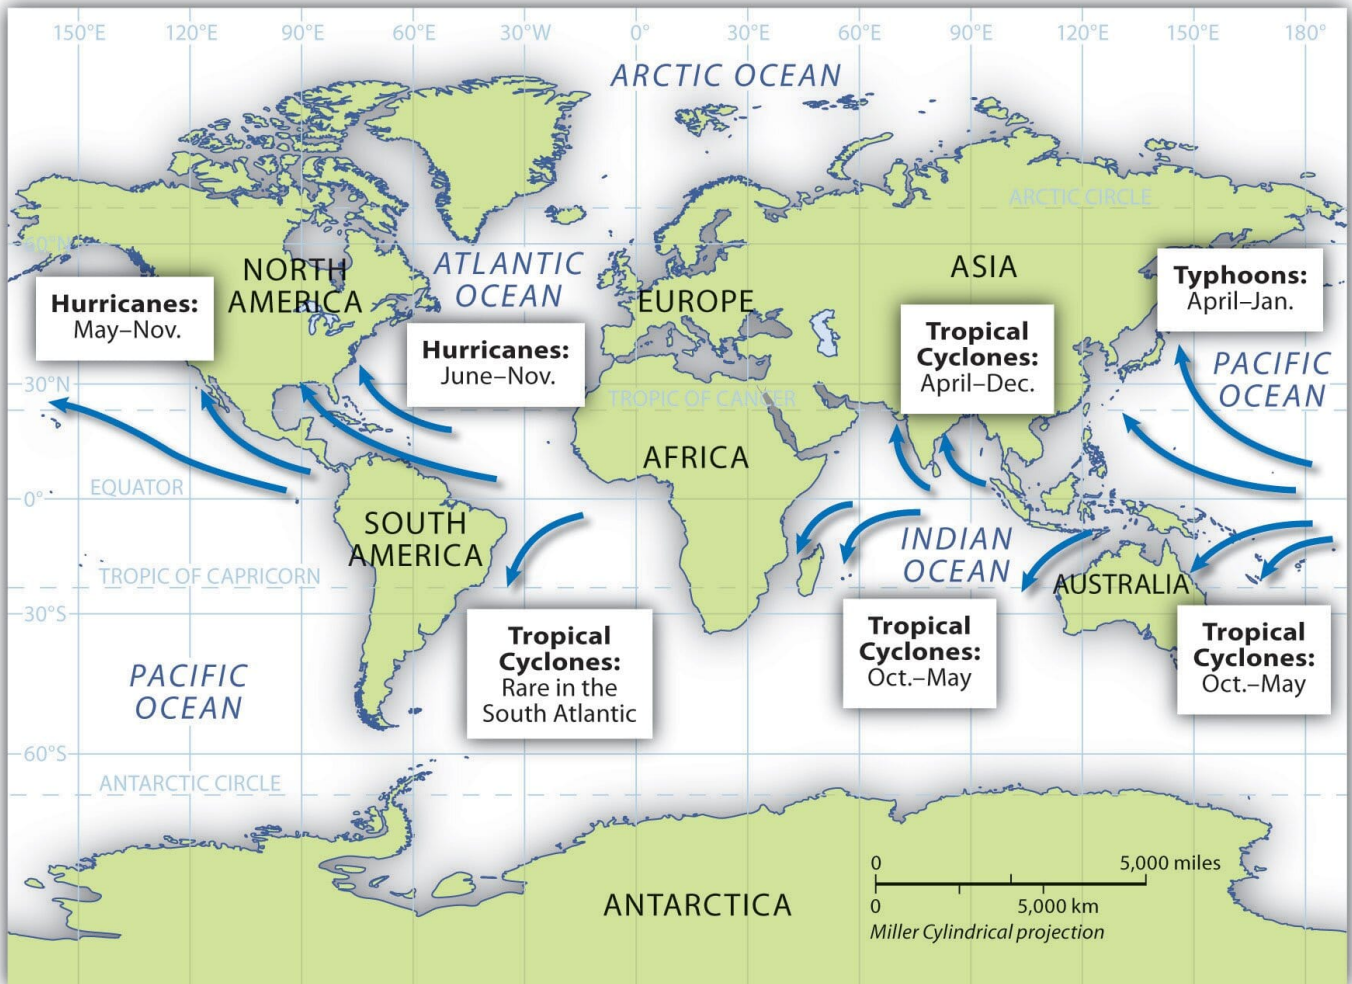 150°E 120°E 90°E 60°E 30°W 0° 30°E 60°E 90°E 120°E 150°E 180°
ARCTIC OCEAN
ARCTIC CIRCLE
60°N
NORTH
AMERICA
ATLANTIC
OCEAN
EUROPE
ASIA
Hurricanes:
May–Nov.
Hurricanes:
June–Nov.
Tropical
Cyclones:
April–Dec.
Typhoons:
April–Jan.
PACIFIC
OCEAN
30°N
TROPIC OF CANCER
AFRICA
0°
EQUATOR
SOUTH
AMERICA
INDIAN
OCEAN
AUSTRALIA
TROPIC OF CAPRICORN
30°S
Tropical
Cyclones:
Rare in the
South Atlantic
Tropical
Cyclones:
Oct.–May
Tropical
Cyclones:
Oct.–May
PACIFIC
OCEAN
60°S
ANTARCTIC CIRCLE
ANTARCTICA
0 5,000 miles
0 5,000 km
Miller Cylindrical projection